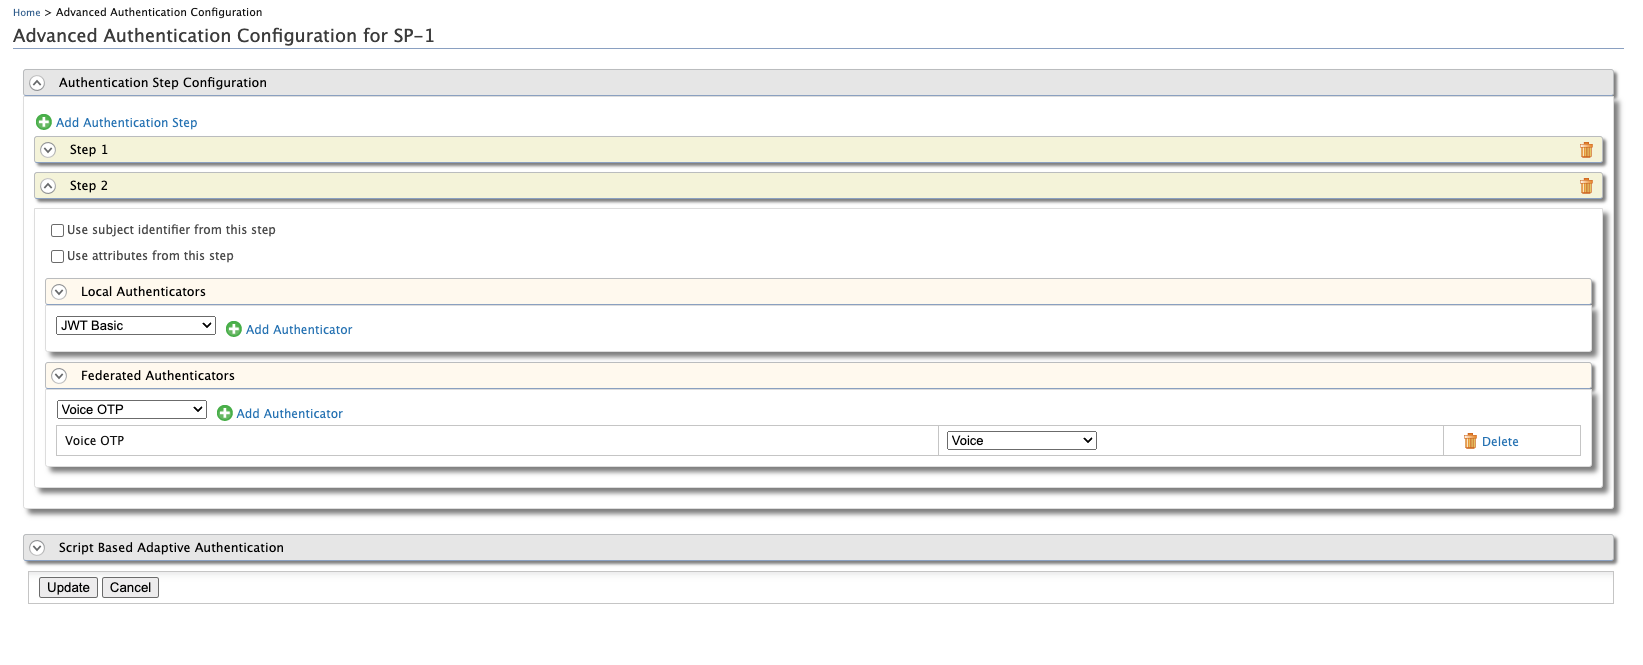 Home > Advanced Authentication Configuration
Advanced Authentication Configuration for SP-1
Authentication Step Configuration
Add Authentication Step
Step 1
Step 2
Use subject identifier from this step
Use attributes from this step
Local Authenticators
JWT Basic Add Authenticator
Federated Authenticators
Voice OTP Add Authenticator
Voice OTP Voice Delete
Script Based Adaptive Authentication
Update Cancel